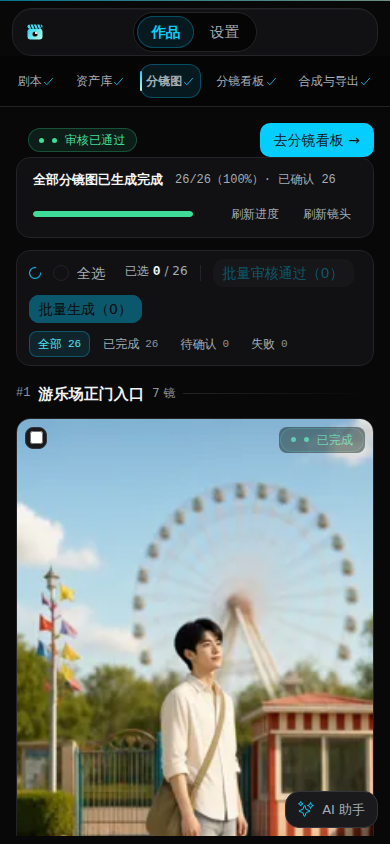 作品 设置
剧本 资产库 分镜图 分镜看板 合成与导出
审核已通过 去分镜看板 →
全部分镜图已生成完成 26/26（100%）· 已确认 26
刷新进度 刷新镜头
全选 已选 0 / 26 批量审核通过（0）
批量生成（0）
全部 26 已完成 26 待确认 0 失败 0
#1 游乐场正门入口 7 镜
已完成
AI 助手